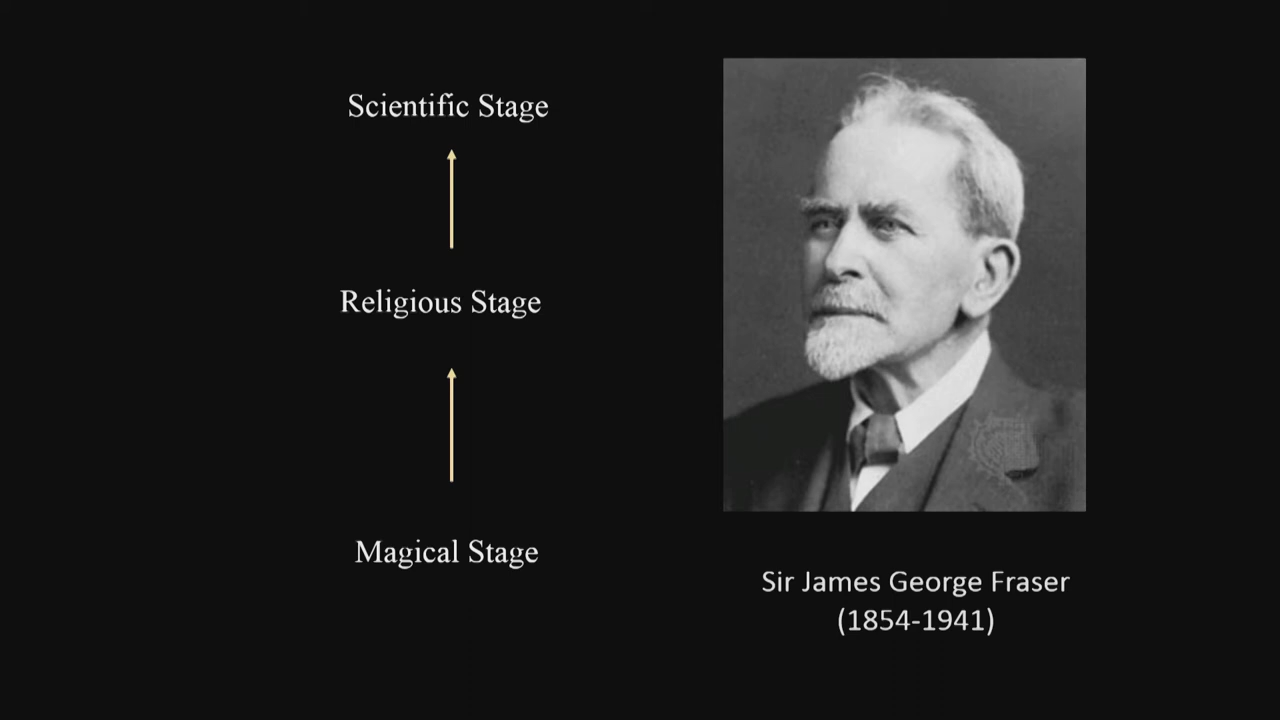 Scientific Stage
Religious Stage
Magical Stage
Sir James George Fraser
(1854-1941)